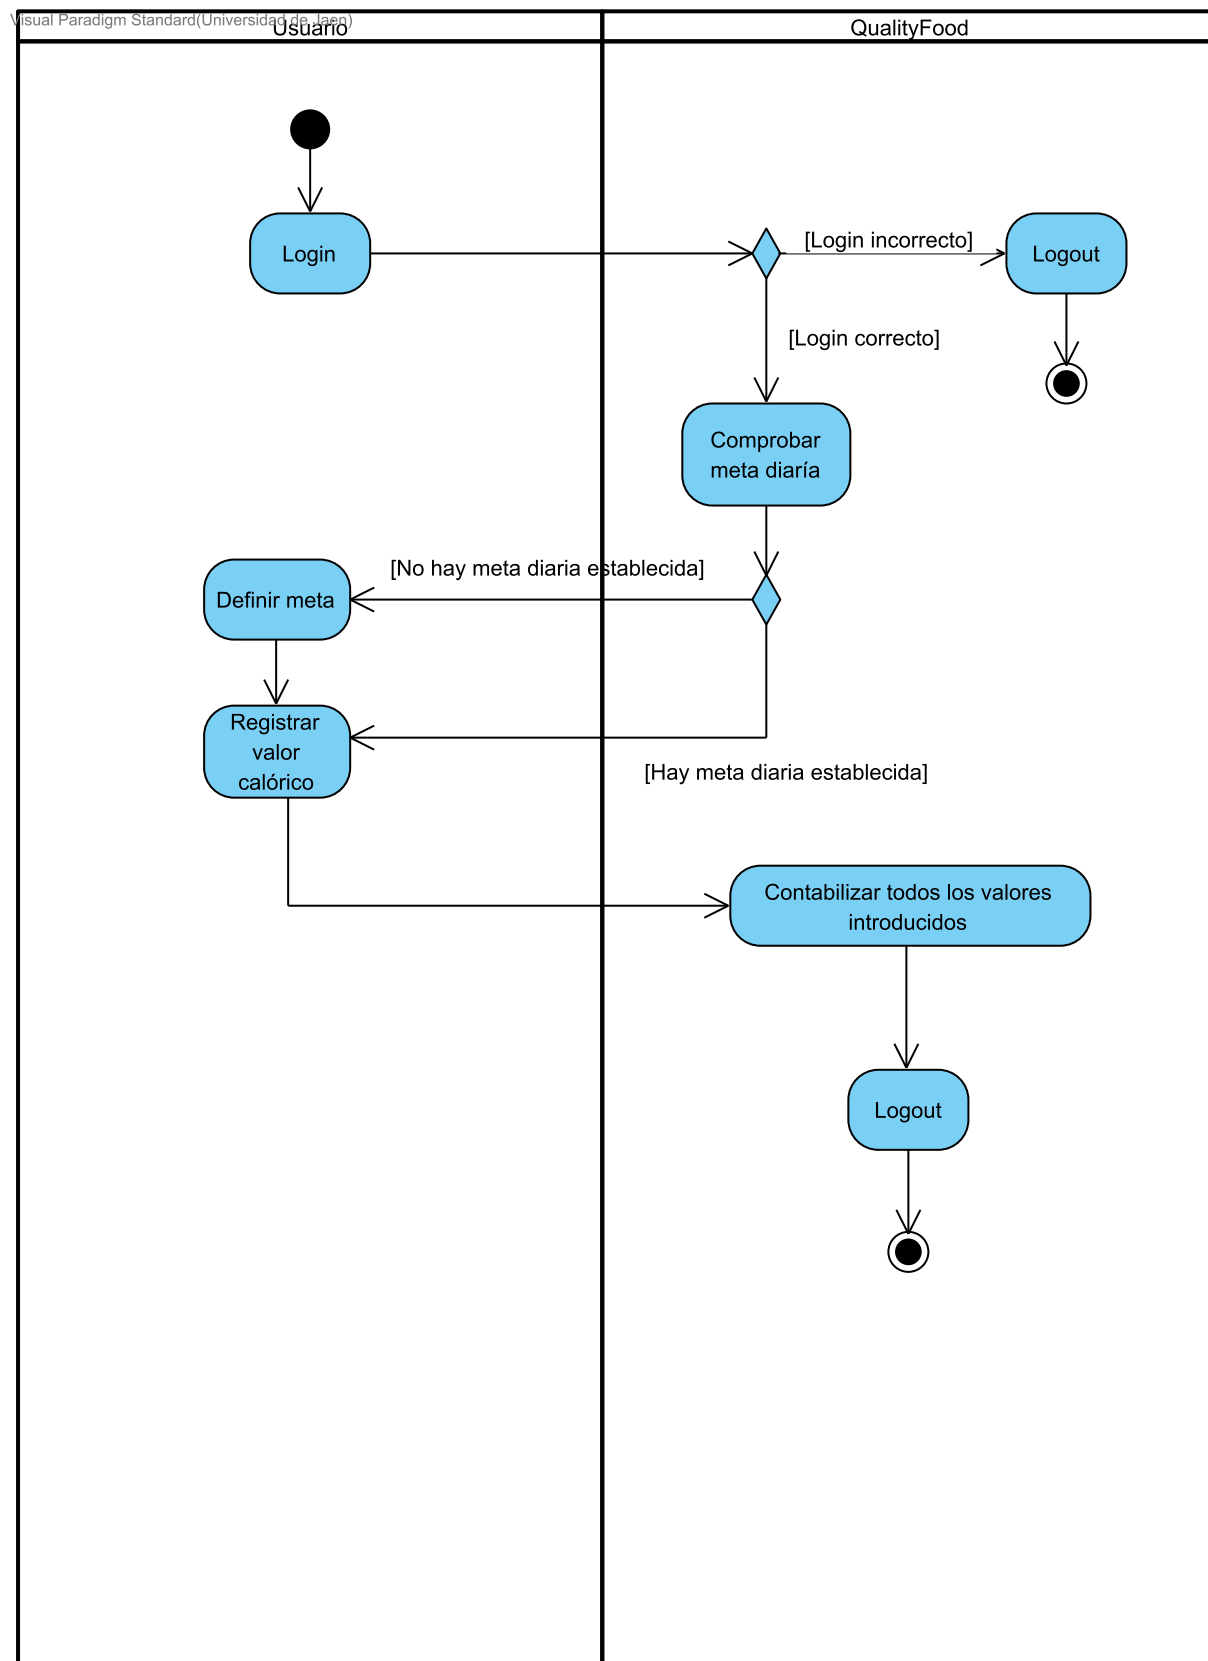 Visual Paradigm Standard(Universidad de Jaen)
Usuario
QualityFood
Login
[Login incorrecto]
Logout
[Login correcto]
Comprobar
meta diaría
[No hay meta diaria establecida]
Definir meta
Registrar
valor
calórico
[Hay meta diaria establecida]
Contabilizar todos los valores
introducidos
Logout